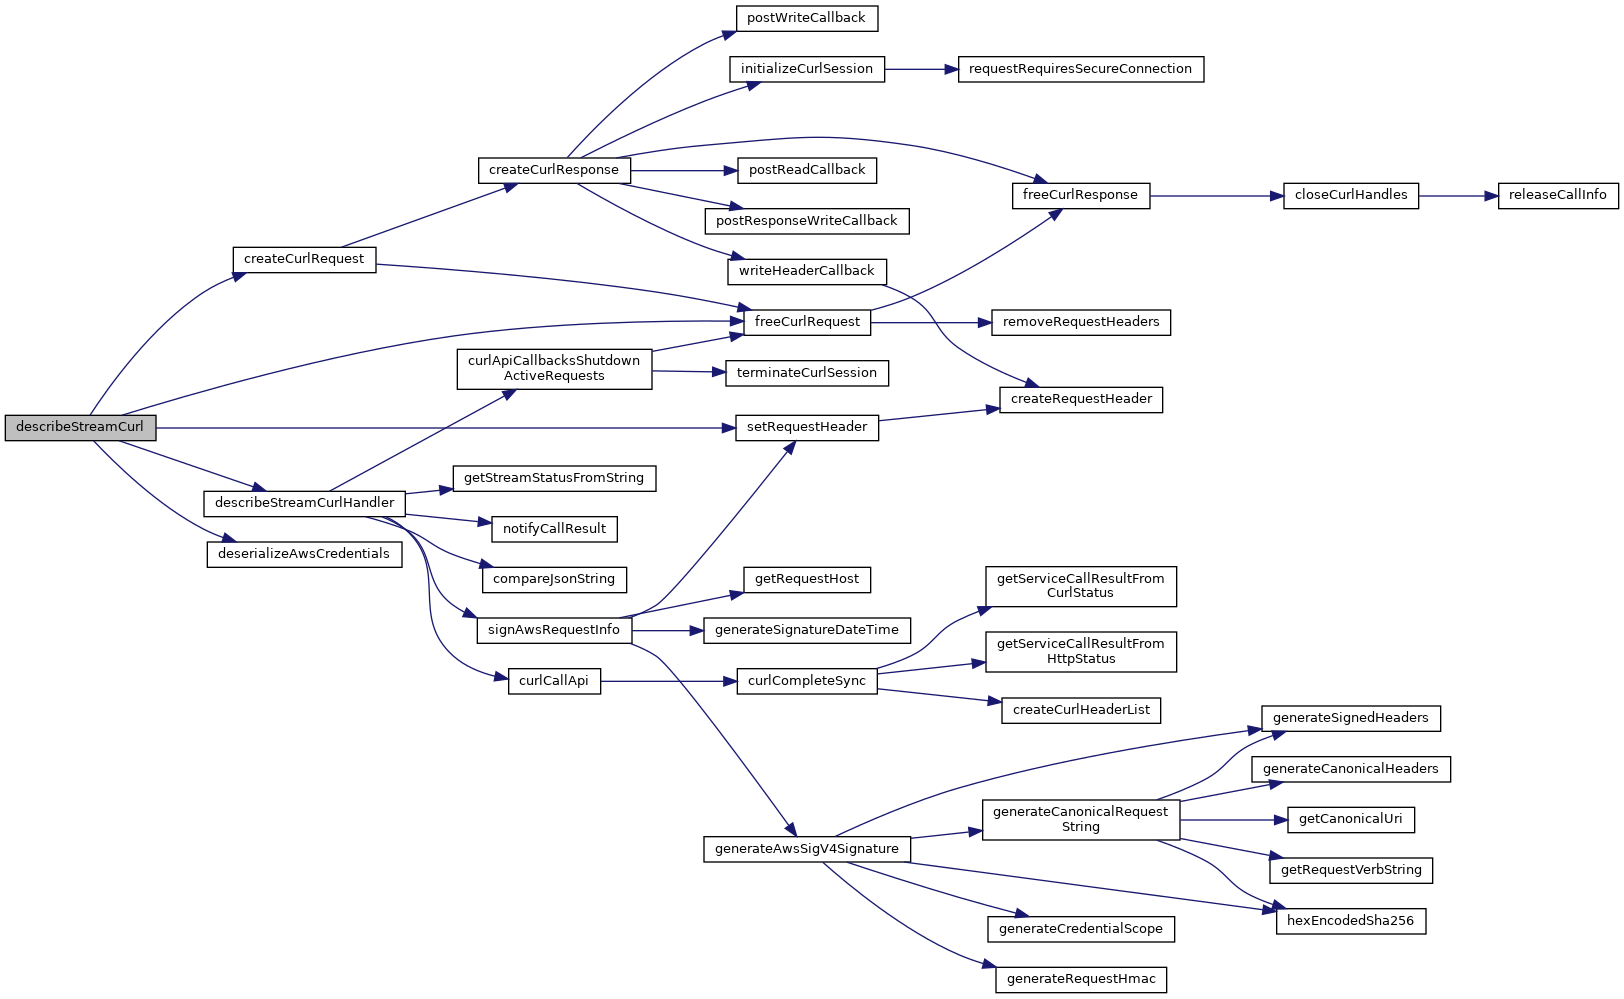 postWriteCallback
initializeCurlSession
requestRequiresSecureConnection
createCurlResponse
postReadCallback
freeCurlResponse
closeCurlHandles
releaseCallInfo
postResponseWriteCallback
createCurlRequest
writeHeaderCallback
freeCurlRequest
removeRequestHeaders
curlApiCallbacksShutdown
ActiveRequests
terminateCurlSession
createRequestHeader
describeStreamCurl
setRequestHeader
getStreamStatusFromString
describeStreamCurlHandler
notifyCallResult
deserializeAwsCredentials
compareJsonString
getRequestHost
getServiceCallResultFrom
CurlStatus
signAwsRequestInfo
generateSignatureDateTime
getServiceCallResultFrom
HttpStatus
curlCallApi
curlCompleteSync
createCurlHeaderList
generateSignedHeaders
generateCanonicalHeaders
generateCanonicalRequest
String
getCanonicalUri
generateAwsSigV4Signature
getRequestVerbString
hexEncodedSha256
generateCredentialScope
generateRequestHmac